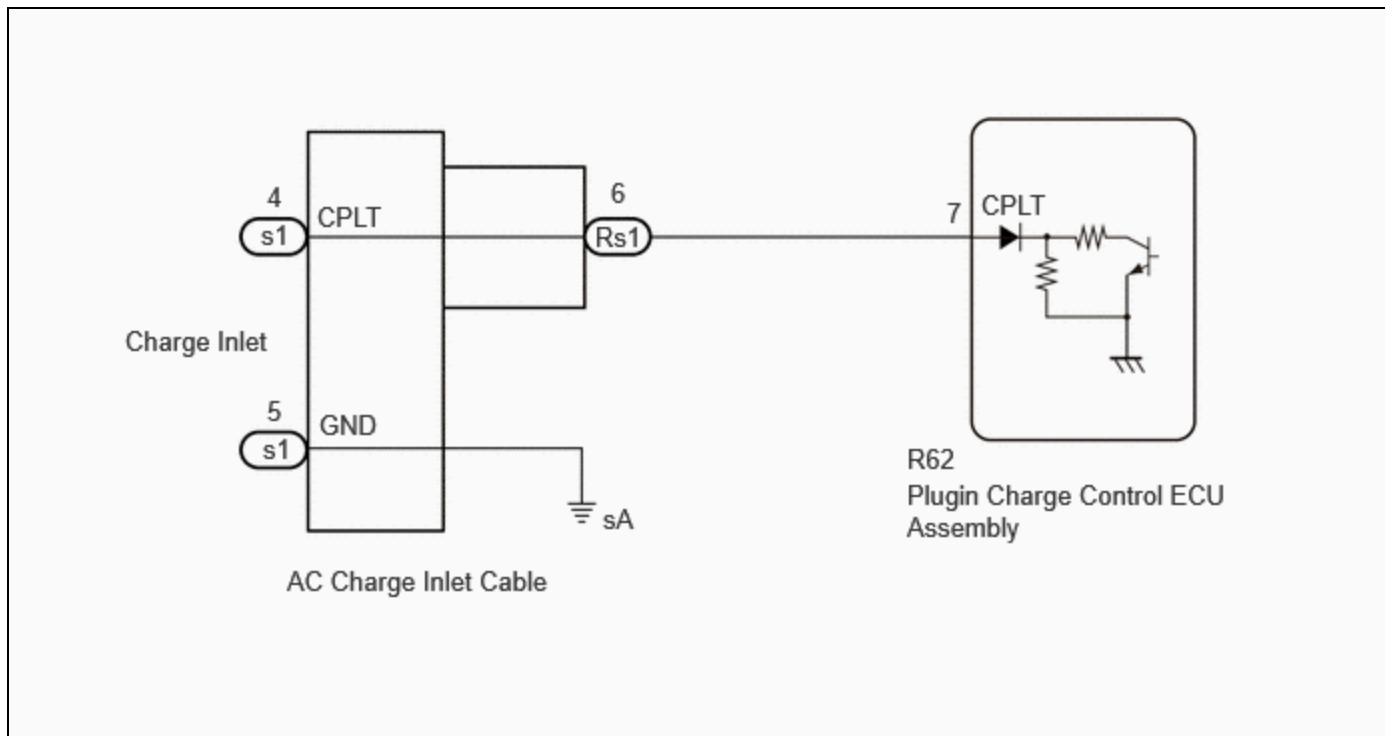 4
s1
CPLT
6
Rs1
7
CPLT
Charge Inlet
5
s1
GND
sA
AC Charge Inlet Cable
R62
Plugin Charge Control ECU
Assembly